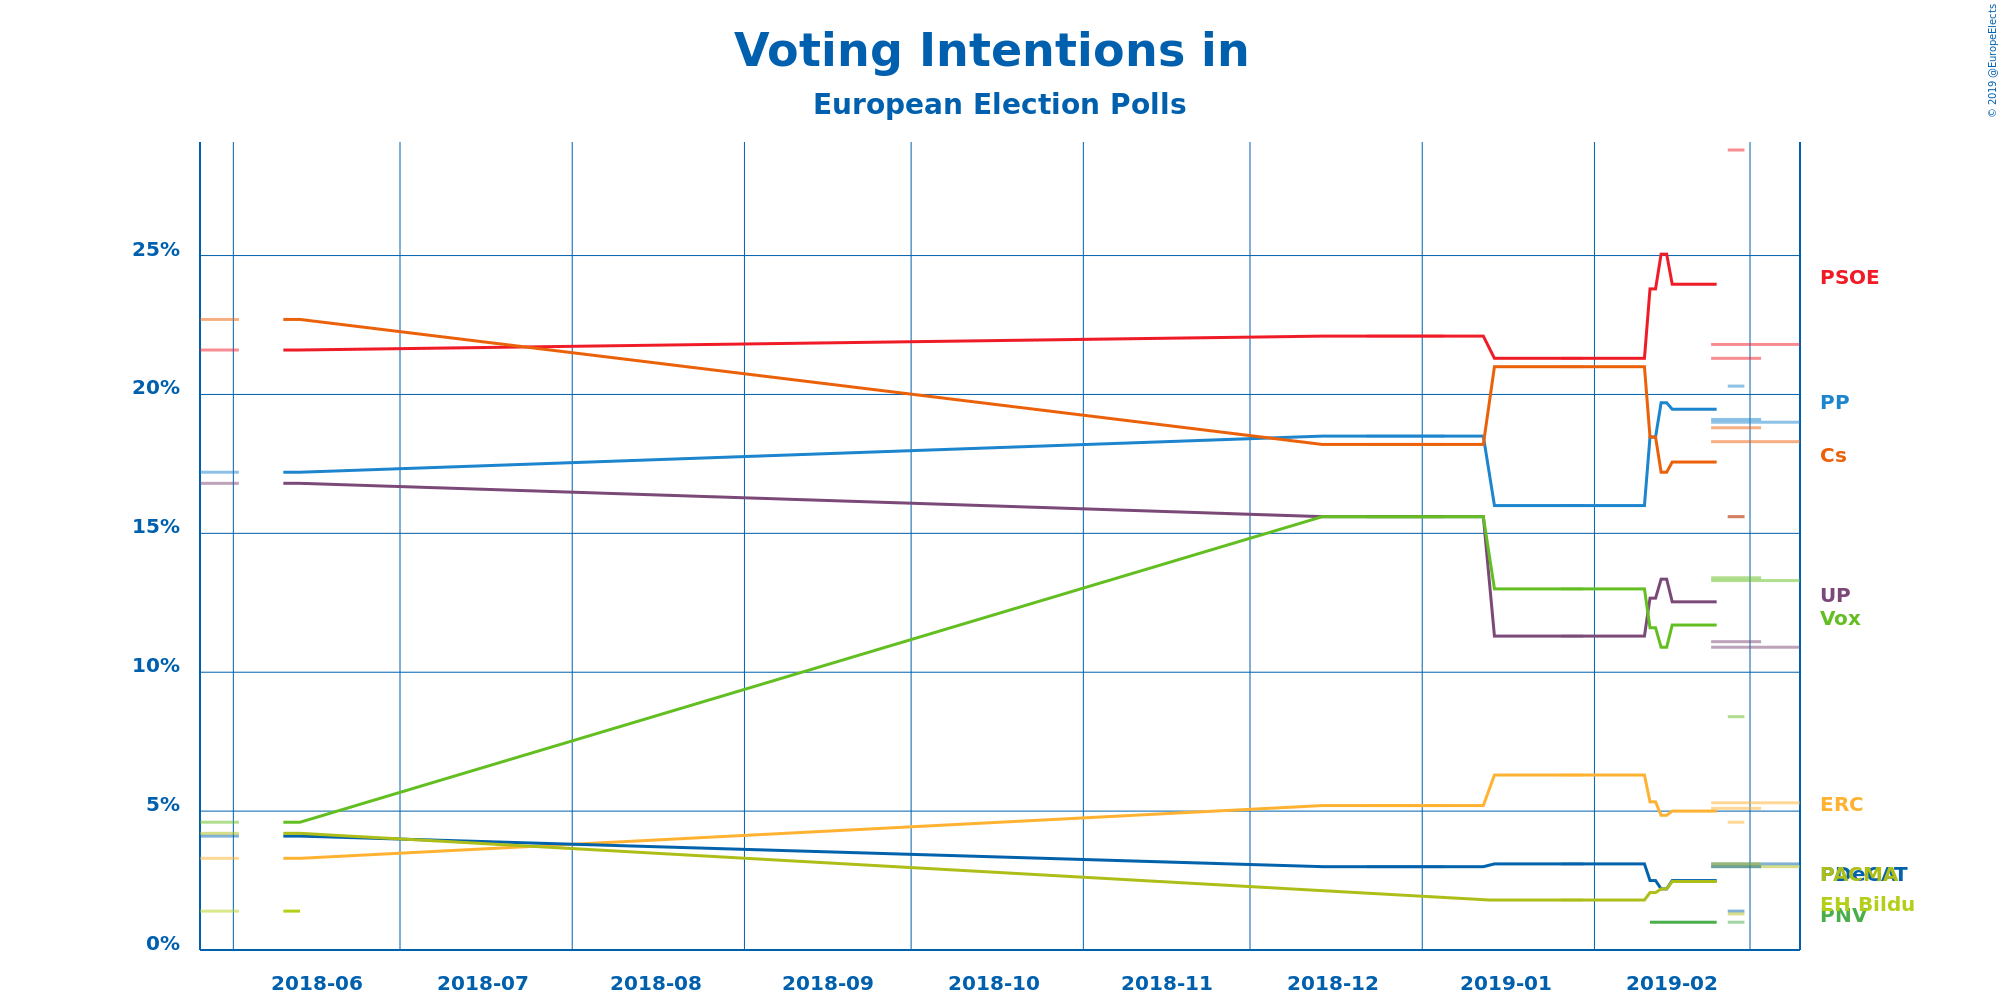 Voting Intentions in
European Election Polls
© 2019 @EuropeElects
25%
20%
15%
10%
5%
0%
PSOE
PP
Cs
UP
Vox
ERC
PDeCAT
PACMA
EH Bildu
PNV
2018-06
2018-07
2018-08
2018-09
2018-10
2018-11
2018-12
2019-01
2019-02